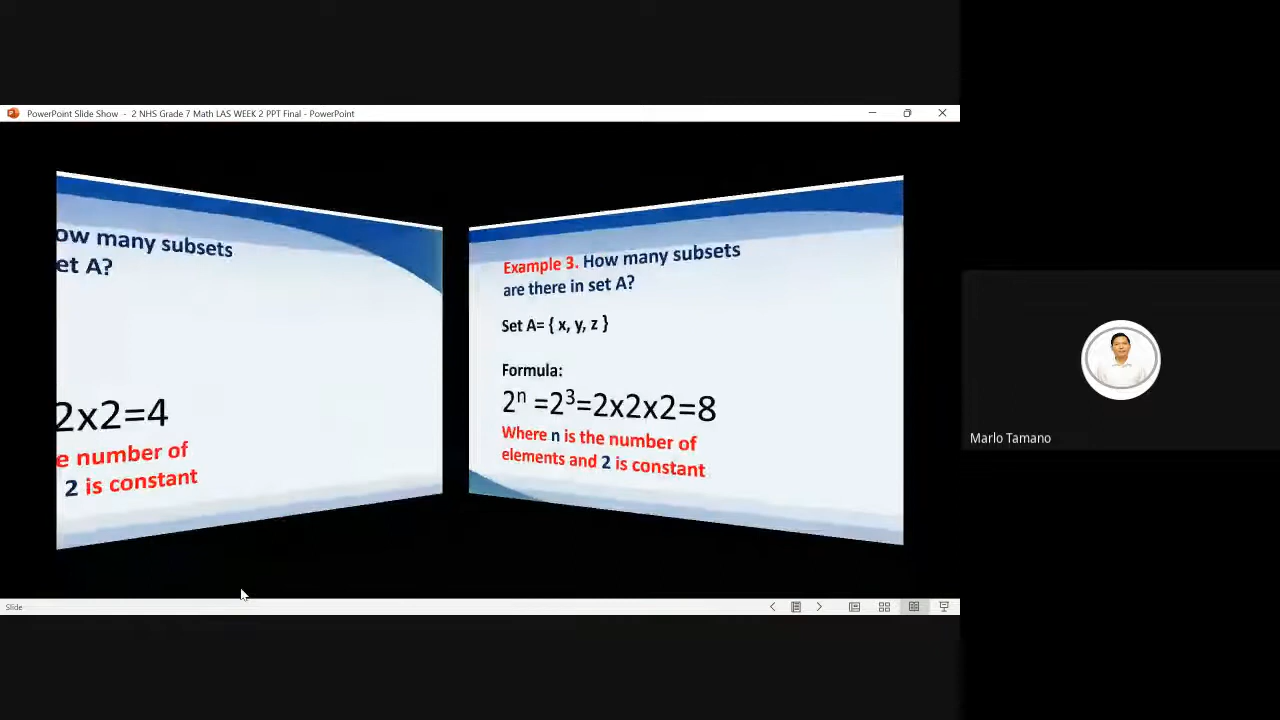 PowerPoint Slide Show - 2 NHS Grade 7 Math LAS WEEK 2 PPT Final - PowerPoint
ow many subsets
et A?
2x2=4
e number of
2 is constant
Example 3. How many subsets
are there in set A?
Set A= { x, y, z }
Formula:
2ⁿ =2³=2x2x2=8
Where n is the number of
elements and 2 is constant
Marlo Tamano
Slide